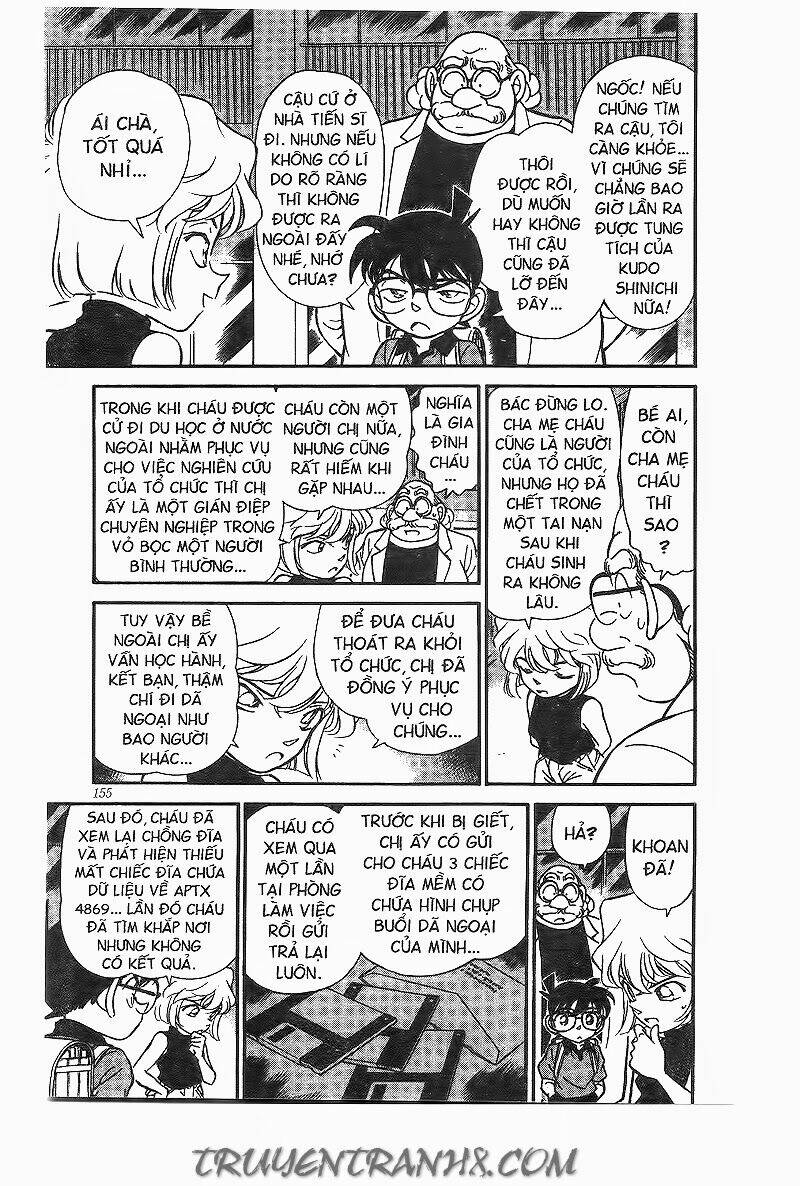 NGỐC! NẾU
CHÚNG TÌM
RA CẬU, TÔI
CÀNG KHỎE...
VÌ CHÚNG SẼ
CHẲNG BAO
GIỜ LẦN RA
ĐƯỢC TUNG
TÍCH CỦA
KUDO
SHINICHI
NỮA!
THÔI
ĐƯỢC RỒI,
DÙ MUỐN
HAY KHÔNG
THÌ CẬU
CŨNG ĐÃ
LỠ ĐẾN
ĐÂY...
CẬU CỨ Ở
NHÀ TIẾN SĨ
ĐI. NHƯNG NẾU
KHÔNG CÓ LÍ
DO RÕ RÀNG
THÌ KHÔNG
ĐƯỢC RA
NGOÀI ĐẤY
NHÉ, NHỚ
CHƯA?
ÁI CHÀ,
TỐT QUÁ
NHỈ...
BÉ AI,
CÒN
CHA MẸ
CHÁU
THÌ
SAO
?
BÁC ĐỪNG LO.
CHA MẸ CHÁU
CŨNG LÀ NGƯỜI
CỦA TỔ CHỨC,
NHƯNG HỌ ĐÃ
CHẾT TRONG
MỘT TAI NẠN
SAU KHI
CHÁU SINH
RA KHÔNG
LÂU.
NGHĨA
LÀ GIA
ĐÌNH
CHÁU
...
CHÁU CÒN MỘT
NGƯỜI CHỊ NỮA,
NHƯNG CŨNG
RẤT HIẾM KHI
GẶP NHAU...
TRONG KHI CHÁU ĐƯỢC
CỬ ĐI DU HỌC Ở NƯỚC
NGOÀI NHẰM PHỤC VỤ
CHO VIỆC NGHIÊN CỨU
CỦA TỔ CHỨC THÌ CHỊ
ẤY LÀ MỘT GIÁN ĐIỆP
CHUYÊN NGHIỆP TRONG
VỎ BỌC MỘT NGƯỜI
BÌNH THƯỜNG...
ĐỂ ĐƯA CHÁU
THOÁT RA KHỎI
TỔ CHỨC, CHỊ ĐÃ
ĐỒNG Ý PHỤC
VỤ CHO
CHÚNG...
TUY VẬY BỀ
NGOÀI CHỊ ẤY
VẪN HỌC HÀNH,
KẾT BẠN, THẬM
CHÍ ĐI DÃ
NGOẠI NHƯ
BAO NGƯỜI
KHÁC...
155
KHOAN
ĐÃ!
HẢ?
TRƯỚC KHI BỊ GIẾT,
CHỊ ẤY CÓ GỬI
CHO CHÁU 3 CHIẾC
ĐĨA MỀM CÓ
CHỨA HÌNH CHỤP
BUỔI DÃ NGOẠI
CỦA MÌNH...
CHÁU CÓ
XEM QUA
MỘT LẦN
TẠI PHÒNG
LÀM VIỆC
RỒI GỬI
TRẢ LẠI
LUÔN.
SAU ĐÓ, CHÁU ĐÃ
XEM LẠI CHỒNG ĐĨA
VÀ PHÁT HIỆN THIẾU
MẤT CHIẾC ĐĨA CHỨA
DỮ LIỆU VỀ APTX
4869... LẦN ĐÓ CHÁU
ĐÃ TÌM KHẮP NƠI
NHƯNG KHÔNG
CÓ KẾT QUẢ.
TRUYENTRANH8.COM